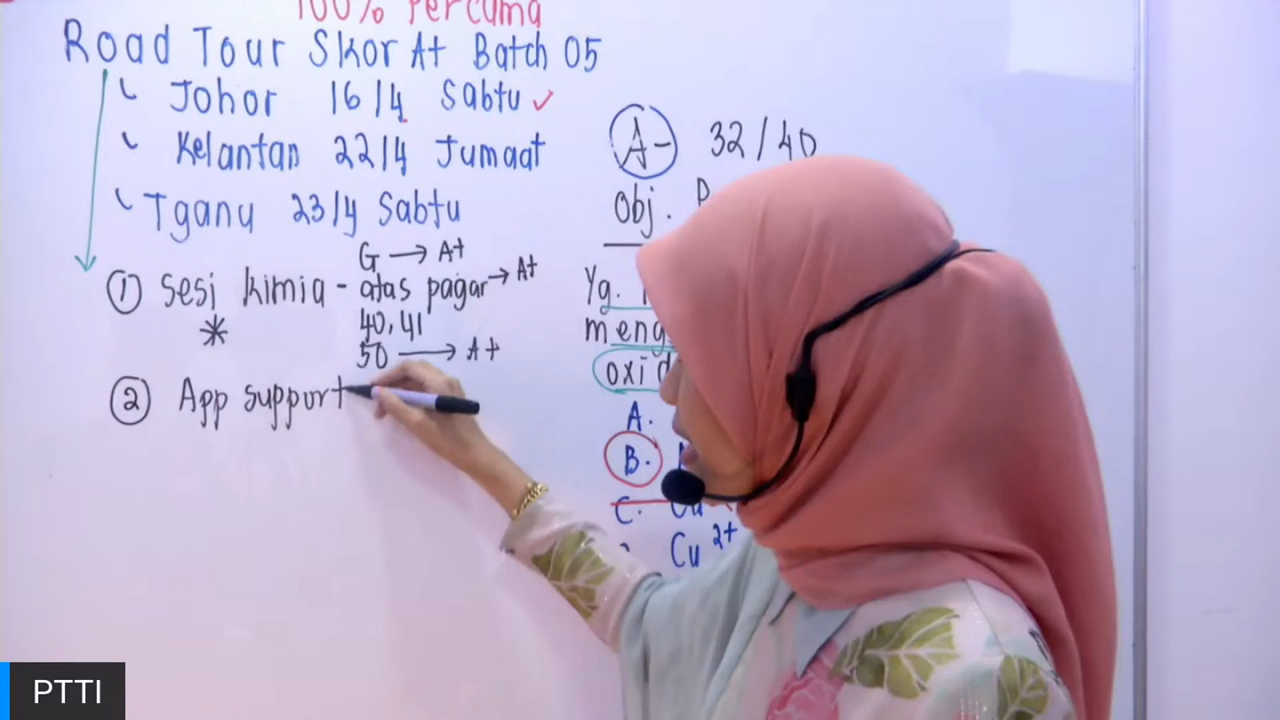 100% Percuma
Road Tour Skor A+ Batch 05
Johor 16/4 Sabtu ✓
Kelantan 22/4 Jumaat
Tganu 23/4 Sabtu
① Sesi kimia - atas pagar → A+
G → A+
40, 41
*
50 → A+
② App support
A- 32/40
Obj.
Yg.
meng
oxid
A.
B.
C. Cu
Cu 2+
PTTI